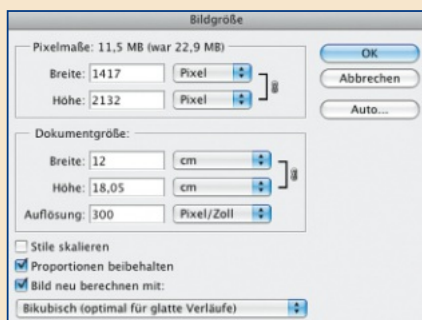 Bildgröße
Pixelmaße: 11,5 MB (war 22,9 MB)
Breite: 1417 Pixel
Höhe: 2132 Pixel
OK
Abbrechen
Auto...
Dokumentgröße:
Breite: 12 cm
Höhe: 18,05 cm
Auflösung: 300 Pixel/Zoll
Stile skalieren
Proportionen beibehalten
Bild neu berechnen mit:
Bikubisch (optimal für glatte Verläufe)